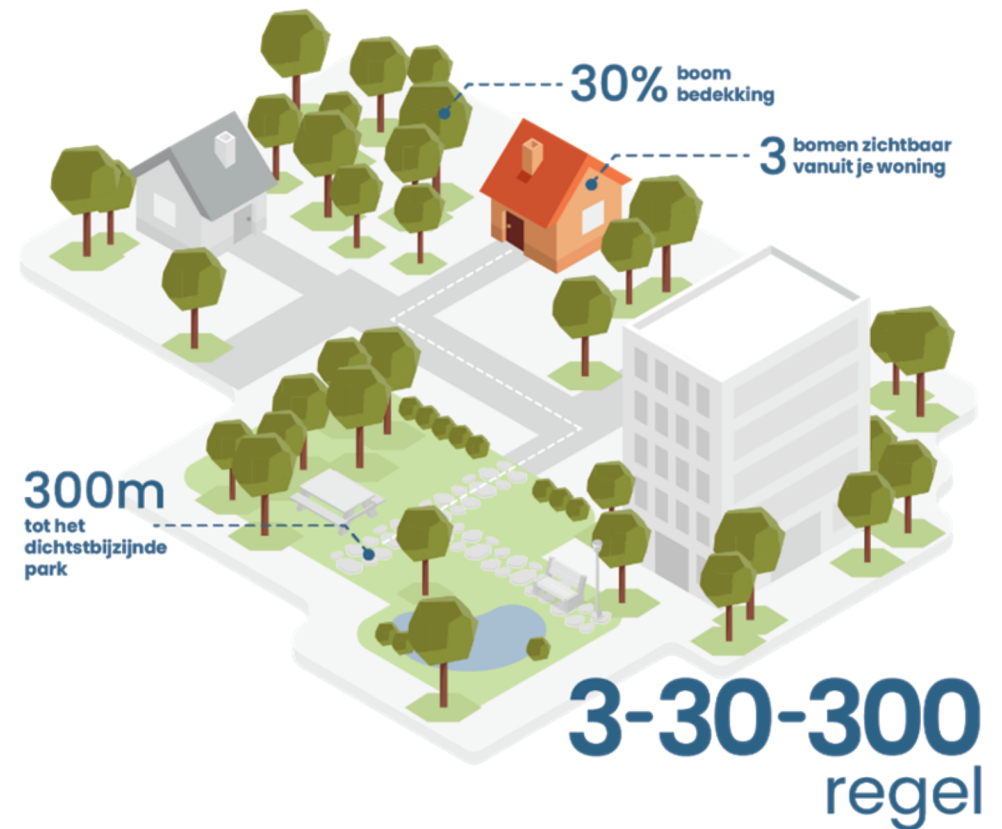 30% boom
bedekking
3 bomen zichtbaar
vanuit je woning
300m
tot het
dichtstbijzijnde
park
3-30-300
regel